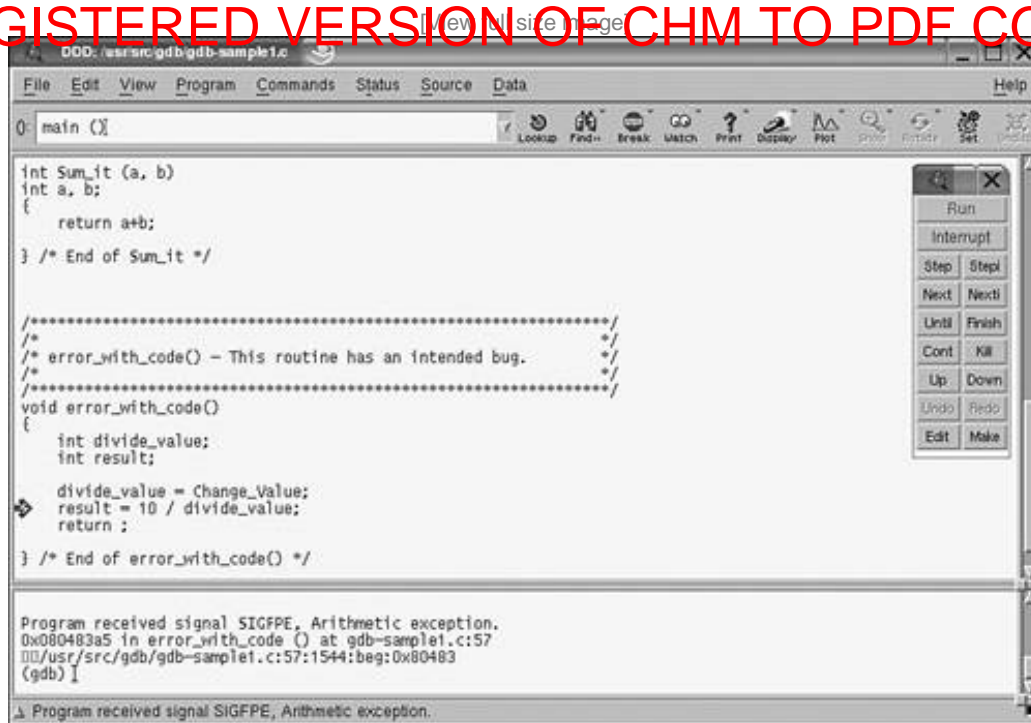 GISTERED VERSION OF CHM TO PDF CO
[View full size image]
DDD: /usr/src/gdb/gdb-sample1.c
File Edit View Program Commands Status Source Data Help
0: main ()
Lookup Find» Break Watch Print Display Plot Rotate Set
int Sum_it (a, b)
int a, b;
{
return a+b;
} /* End of Sum_it */
/****************************************************************/
/* */
/* error_with_code() - This routine has an intended bug. */
/* */
/****************************************************************/
void error_with_code()
{
int divide_value;
int result;
divide_value = Change_Value;
result = 10 / divide_value;
return ;
} /* End of error_with_code() */
Run
Interrupt
Step Stepi
Next Nexti
Until Finish
Cont Kill
Up Down
Undo Redo
Edit Make
Program received signal SIGFPE, Arithmetic exception.
0x080483a5 in error_with_code () at gdb-sample1.c:57
/usr/src/gdb/gdb-sample1.c:57:1544:beg:0x80483
(gdb)
Program received signal SIGFPE, Arithmetic exception.